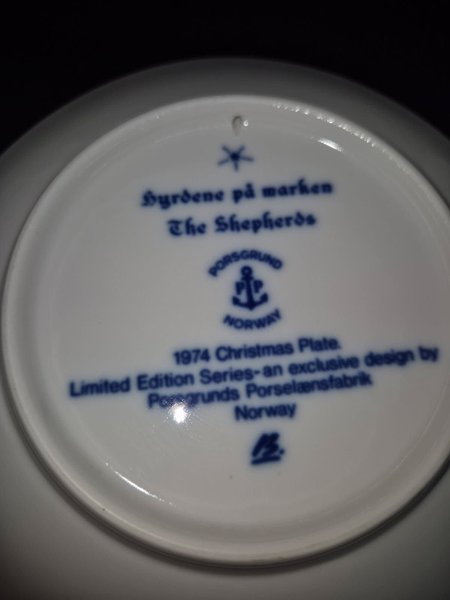 Hyrdene på marken
The Shepherds
PORSGRUND
P P
NORWAY
1974 Christmas Plate.
Limited Edition Series-an exclusive design by
Porsgrunds Porselænsfabrik
Norway